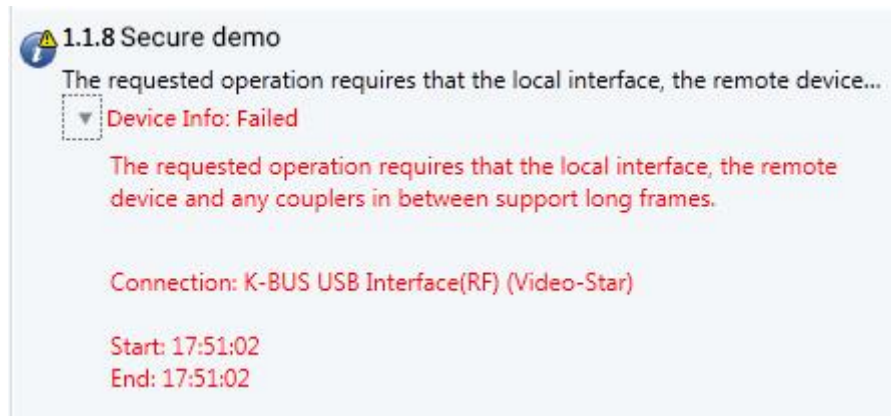 1.1.8 Secure demo
The requested operation requires that the local interface, the remote device...
Device Info: Failed
The requested operation requires that the local interface, the remote
device and any couplers in between support long frames.
Connection: K-BUS USB Interface(RF) (Video-Star)
Start: 17:51:02
End: 17:51:02